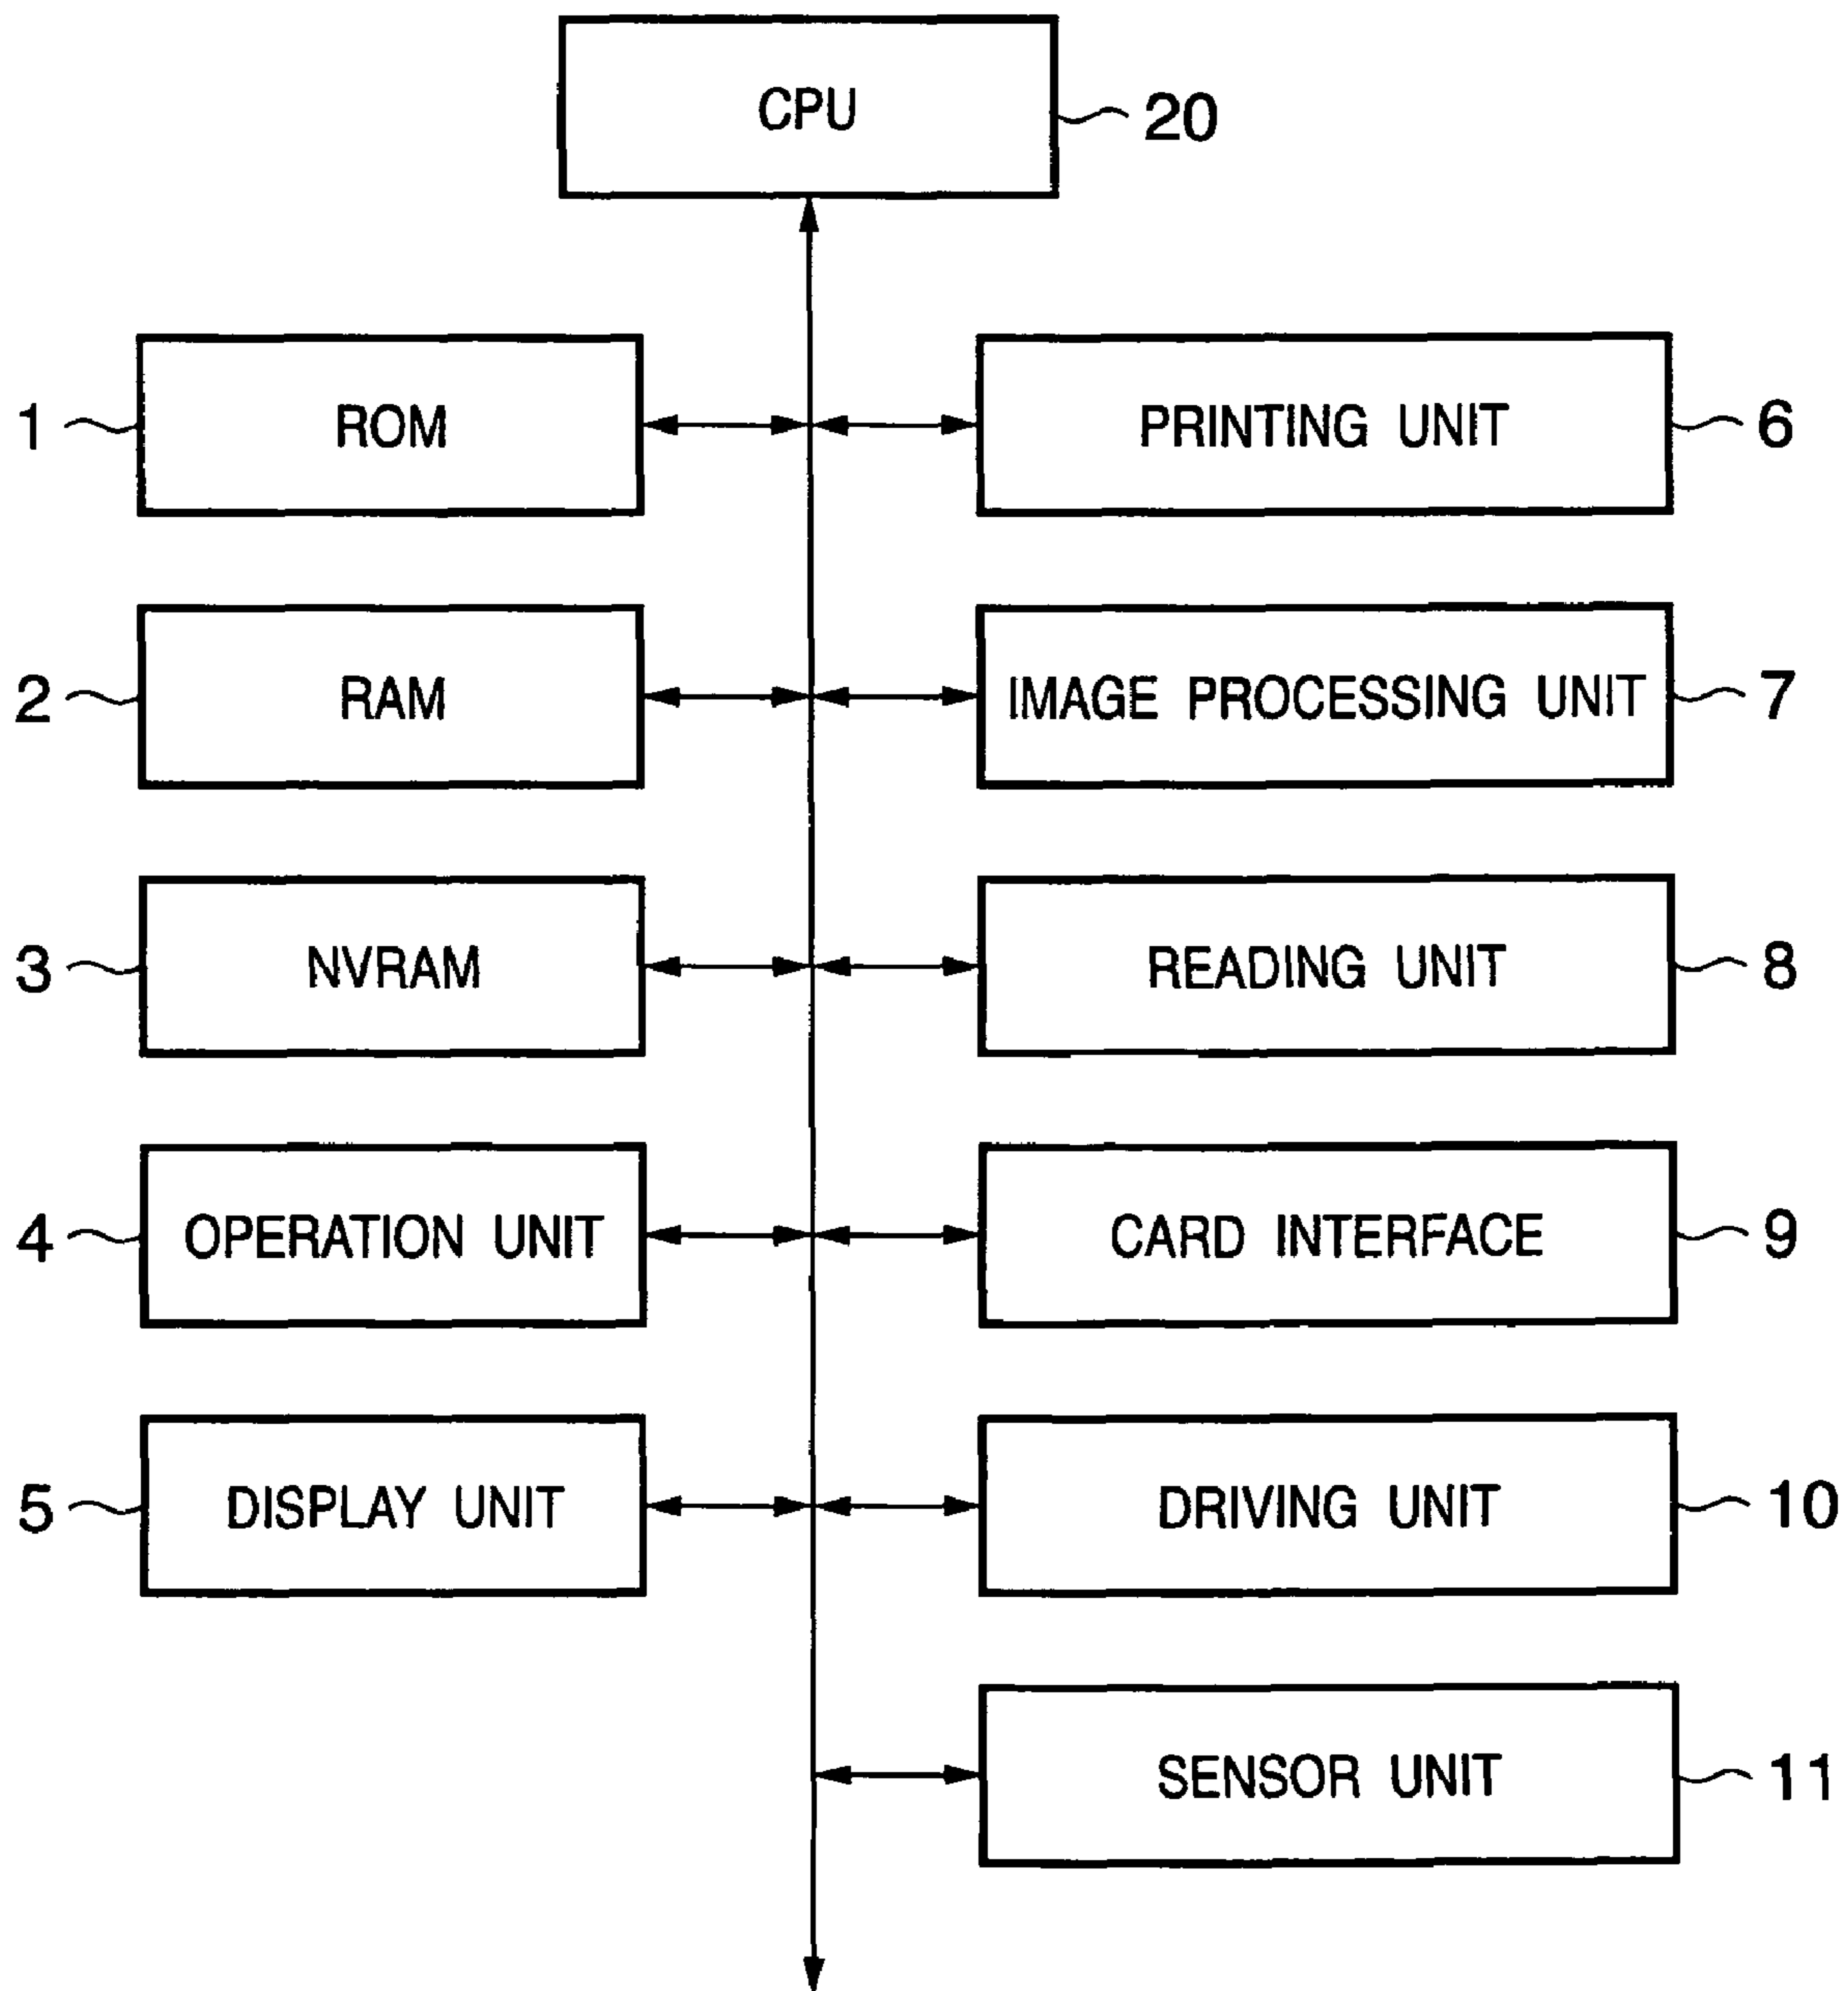 CPU 20
1 ROM PRINTING UNIT 6
2 RAM IMAGE PROCESSING UNIT 7
3 NVRAM READING UNIT 8
4 OPERATION UNIT CARD INTERFACE 9
5 DISPLAY UNIT DRIVING UNIT 10
SENSOR UNIT 11